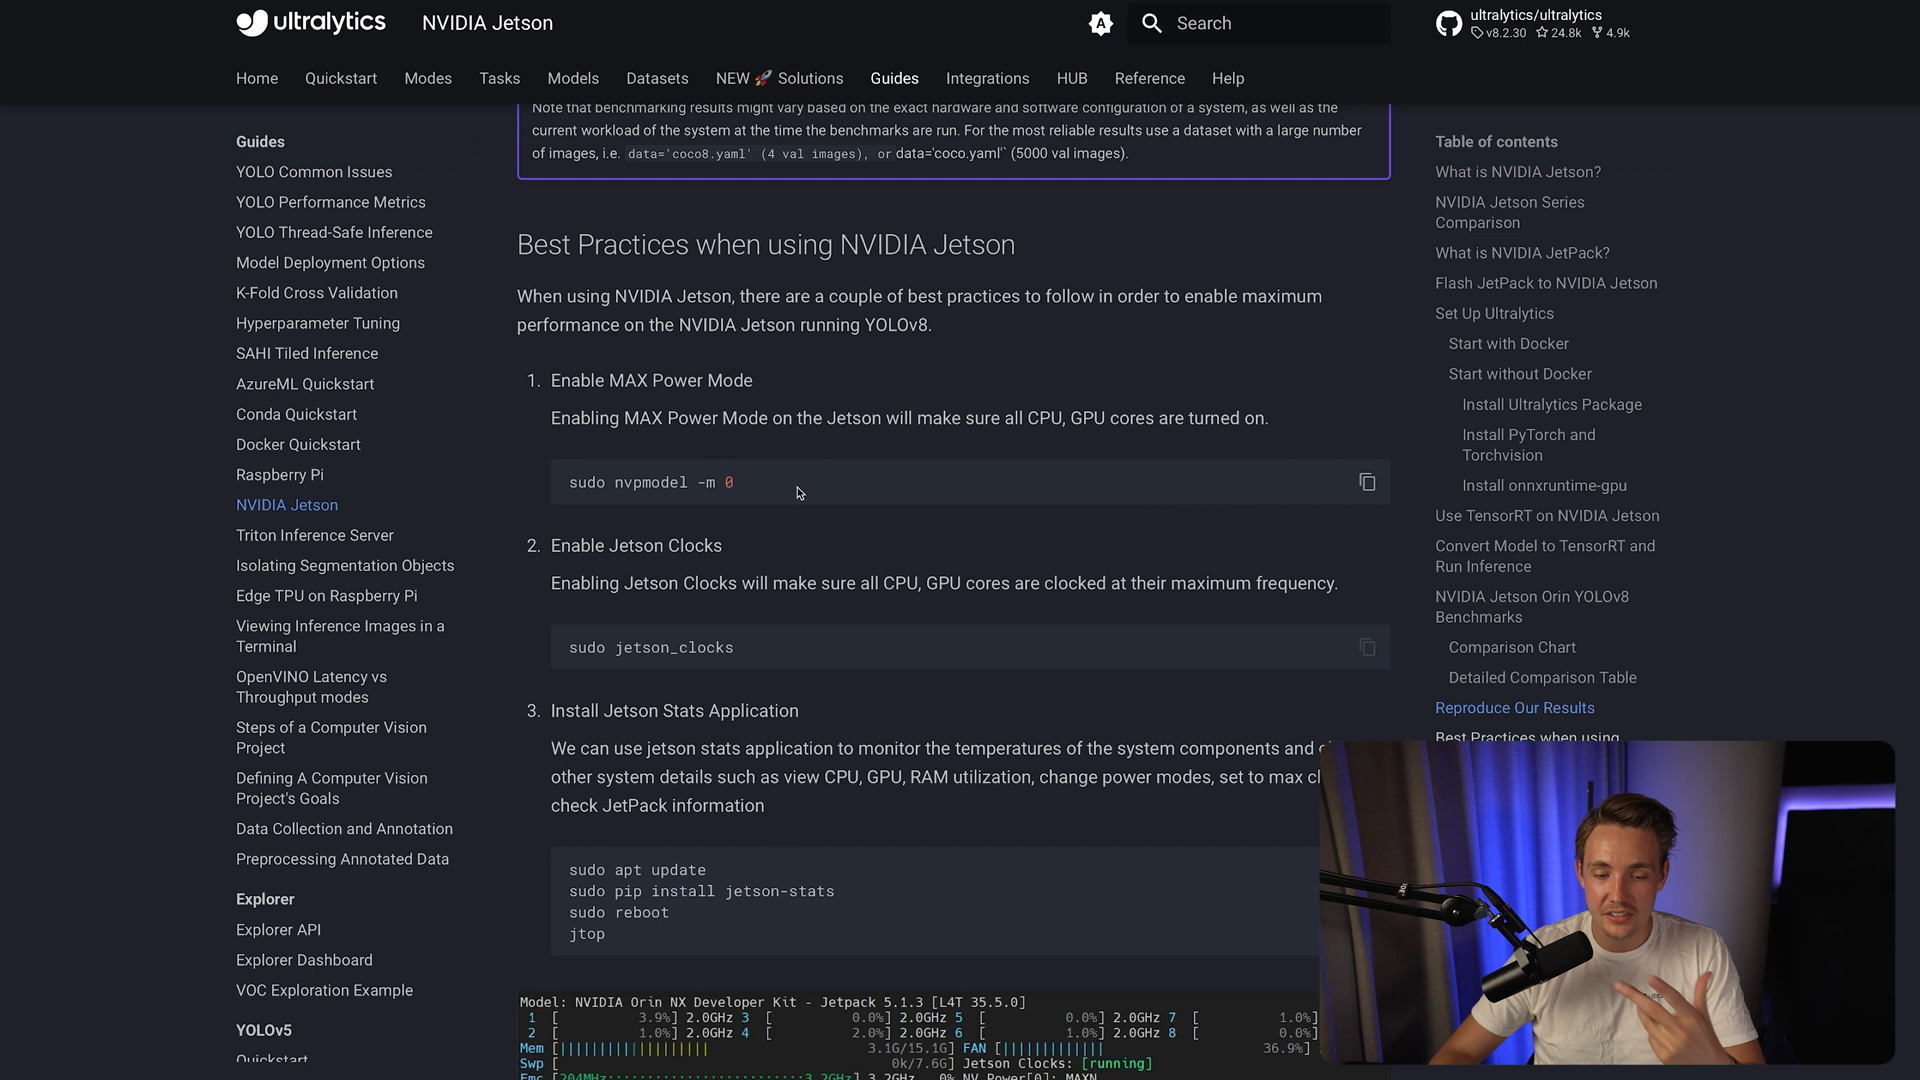 ultralytics
NVIDIA Jetson
A
Search
ultralytics/ultralytics
v8.2.30 24.8k 4.9k
Home Quickstart Modes Tasks Models Datasets NEW 🚀 Solutions Guides Integrations HUB Reference Help
Guides
YOLO Common Issues
YOLO Performance Metrics
YOLO Thread-Safe Inference
Model Deployment Options
K-Fold Cross Validation
Hyperparameter Tuning
SAHI Tiled Inference
AzureML Quickstart
Conda Quickstart
Docker Quickstart
Raspberry Pi
NVIDIA Jetson
Triton Inference Server
Isolating Segmentation Objects
Edge TPU on Raspberry Pi
Viewing Inference Images in a
Terminal
OpenVINO Latency vs
Throughput modes
Steps of a Computer Vision
Project
Defining A Computer Vision
Project's Goals
Data Collection and Annotation
Preprocessing Annotated Data
Explorer
Explorer API
Explorer Dashboard
VOC Exploration Example
YOLOv5
Quickstart
Note that benchmarking results might vary based on the exact hardware and software configuration of a system, as well as the
current workload of the system at the time the benchmarks are run. For the most reliable results use a dataset with a large number
of images, i.e. data='coco8.yaml' (4 val images), or data='coco.yaml'` (5000 val images).
Best Practices when using NVIDIA Jetson
When using NVIDIA Jetson, there are a couple of best practices to follow in order to enable maximum
performance on the NVIDIA Jetson running YOLOv8.
1. Enable MAX Power Mode
Enabling MAX Power Mode on the Jetson will make sure all CPU, GPU cores are turned on.
sudo nvpmodel -m 0
2. Enable Jetson Clocks
Enabling Jetson Clocks will make sure all CPU, GPU cores are clocked at their maximum frequency.
sudo jetson_clocks
3. Install Jetson Stats Application
We can use jetson stats application to monitor the temperatures of the system components and
other system details such as view CPU, GPU, RAM utilization, change power modes, set to max
check JetPack information
sudo apt update
sudo pip install jetson-stats
sudo reboot
jtop
Model: NVIDIA Orin NX Developer Kit - Jetpack 5.1.3 [L4T 35.5.0]
1 [ 3.9%] 2.0GHz 3 [ 0.0%] 2.0GHz 5 [ 0.0%] 2.0GHz 7 [ 1.0%]
2 [ 1.0%] 2.0GHz 4 [ 2.0%] 2.0GHz 6 [ 1.0%] 2.0GHz 8 [ 0.0%]
Mem [|||||||||||||||||||| 3.1G/15.1G] FAN [||||||||||||| 36.9%]
Swp [ 0k/7.6G] Jetson Clocks: [running]
Emc [204MHz 3.2GHz] 3.2GHz 0% NV Power[0]: MAXN
Table of contents
What is NVIDIA Jetson?
NVIDIA Jetson Series
Comparison
What is NVIDIA JetPack?
Flash JetPack to NVIDIA Jetson
Set Up Ultralytics
Start with Docker
Start without Docker
Install Ultralytics Package
Install PyTorch and
Torchvision
Install onnxruntime-gpu
Use TensorRT on NVIDIA Jetson
Convert Model to TensorRT and
Run Inference
NVIDIA Jetson Orin YOLOv8
Benchmarks
Comparison Chart
Detailed Comparison Table
Reproduce Our Results
Best Practices when using